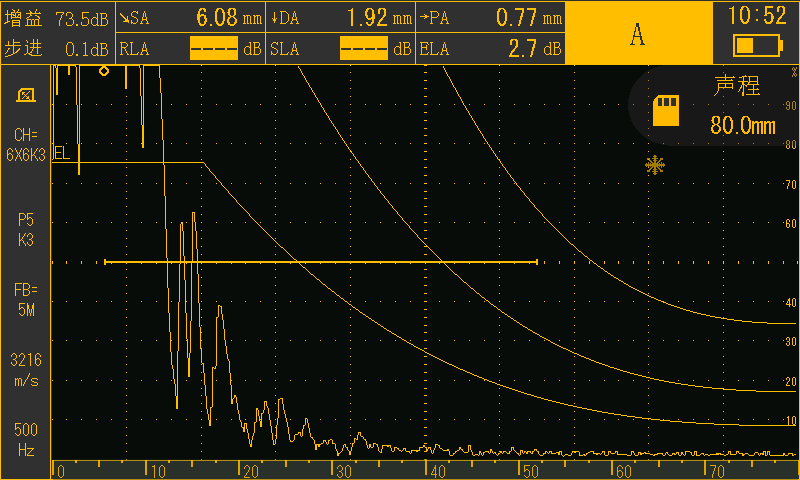 增益 73.5dB ↘SA 6.08 mm ↓DA 1.92 mm →PA 0.77 mm A 10:52
步进 0.1dB RLA ---- dB SLA ---- dB ELA 2.7 dB
声程
80.0mm
%
90
80
70
60
40
30
20
10
CH=
6X6K3
EL
P5
K3
FB=
5M
3216
m/s
500
Hz
0 10 20 30 40 50 60 70